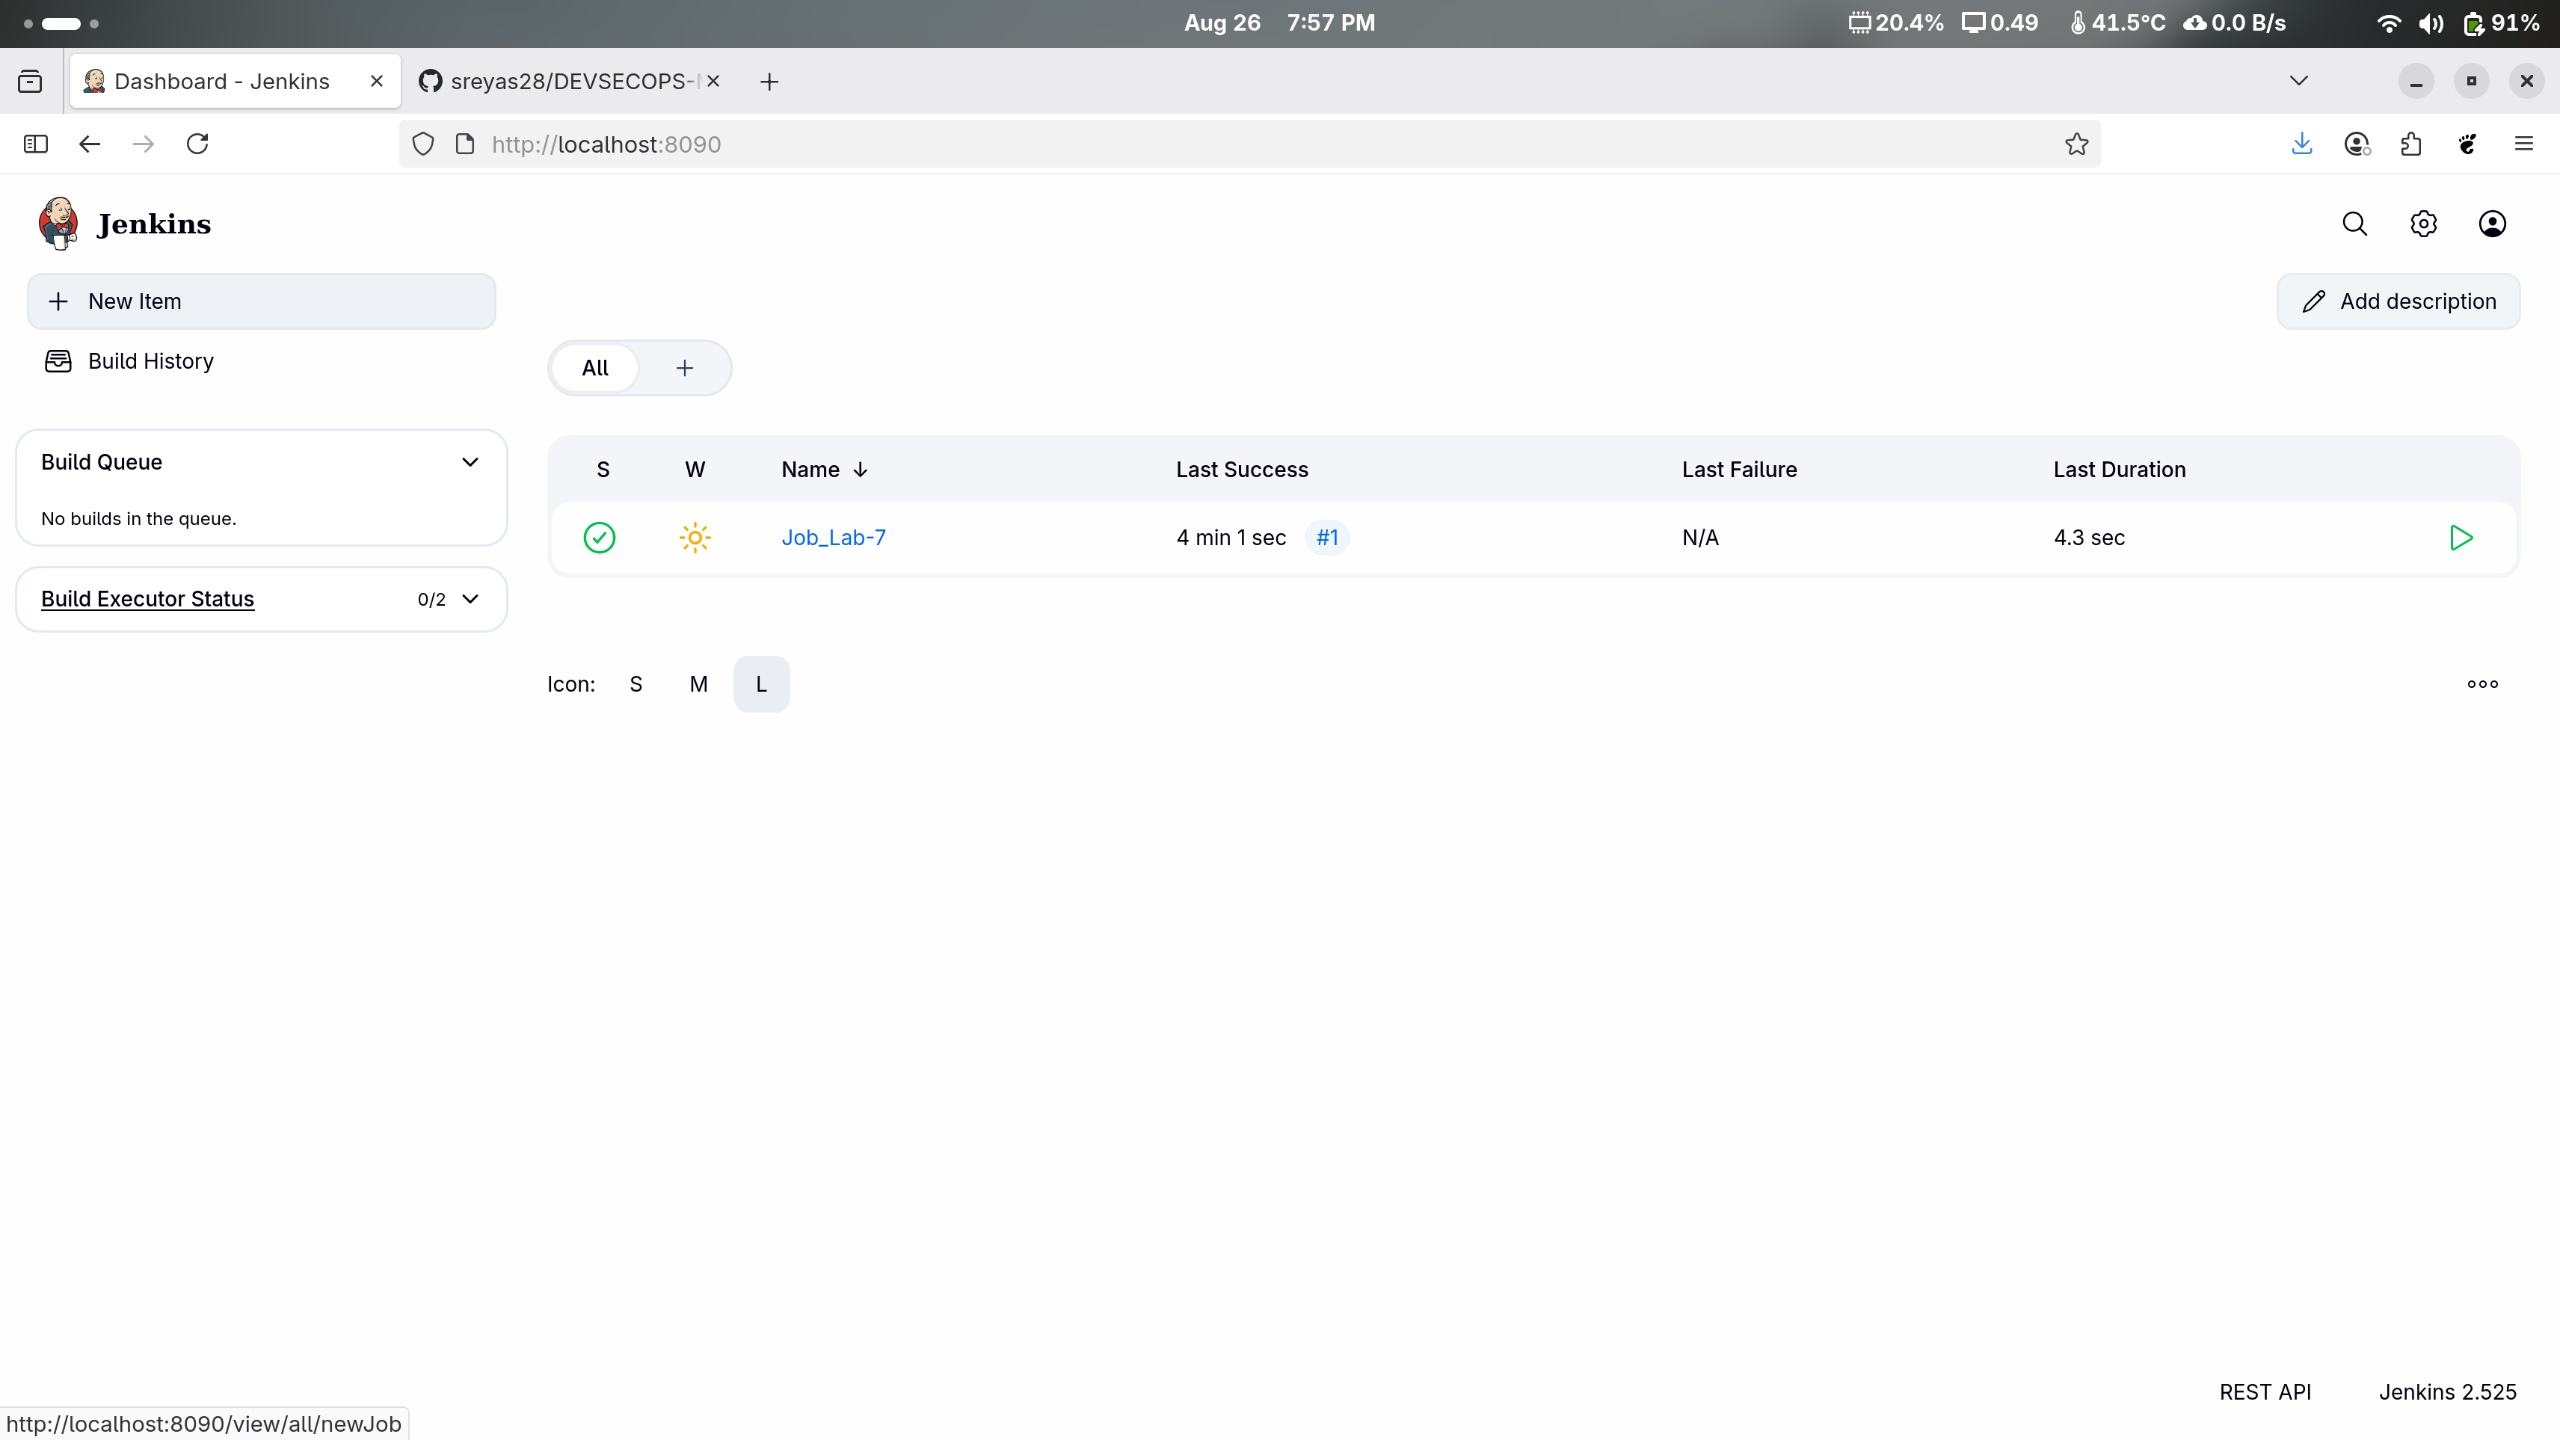 Aug 26 7:57 PM 20.4% 0.49 41.5°C 0.0 B/s 91%
Dashboard - Jenkins sreyas28/DEVSECOPS-
http://localhost:8090
Jenkins
New Item Add description
Build History All
Build Queue
No builds in the queue.
Build Executor Status 0/2
S W Name Last Success Last Failure Last Duration
Job_Lab-7 4 min 1 sec #1 N/A 4.3 sec
Icon: S M L
REST API Jenkins 2.525
http://localhost:8090/view/all/newJob